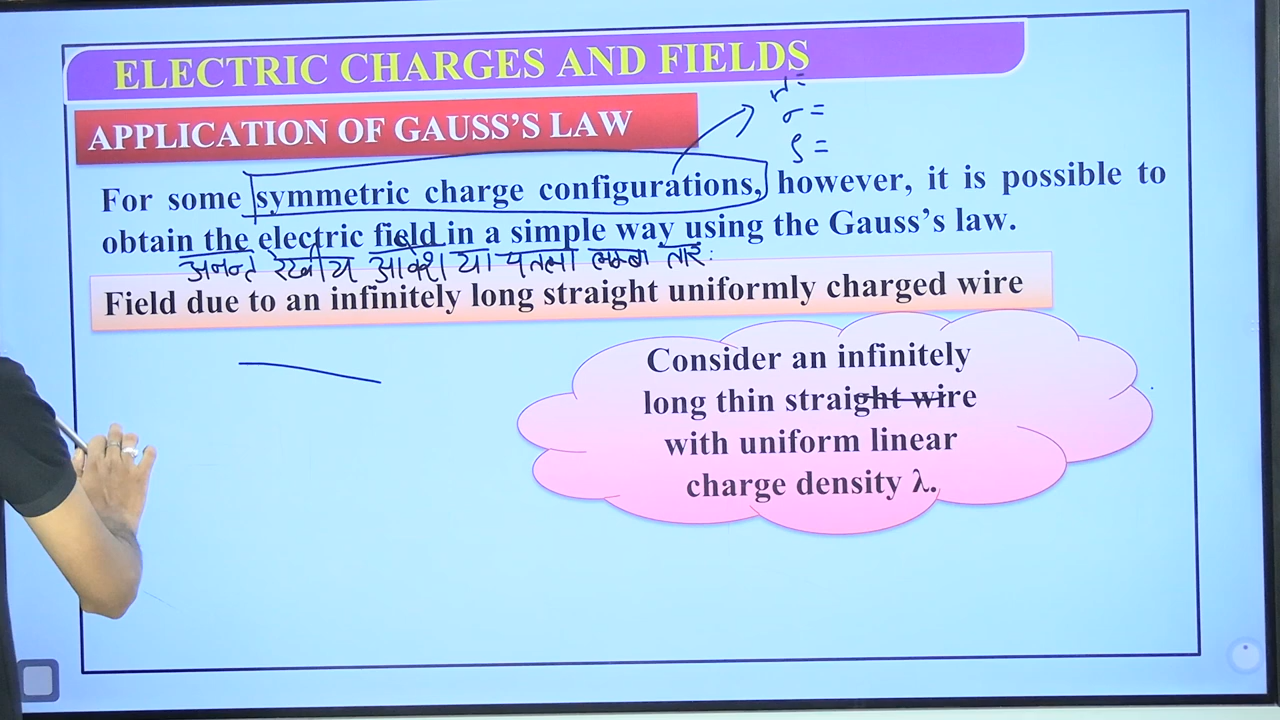 ELECTRIC CHARGES AND FIELDS
APPLICATION OF GAUSS'S LAW
σ =
ρ =
For some symmetric charge configurations, however, it is possible to
obtain the electric field in a simple way using the Gauss's law.
अनन्त रेखीय आवेश या पतला लम्बा तार:
Field due to an infinitely long straight uniformly charged wire
Consider an infinitely
long thin straight wire
with uniform linear
charge density λ.